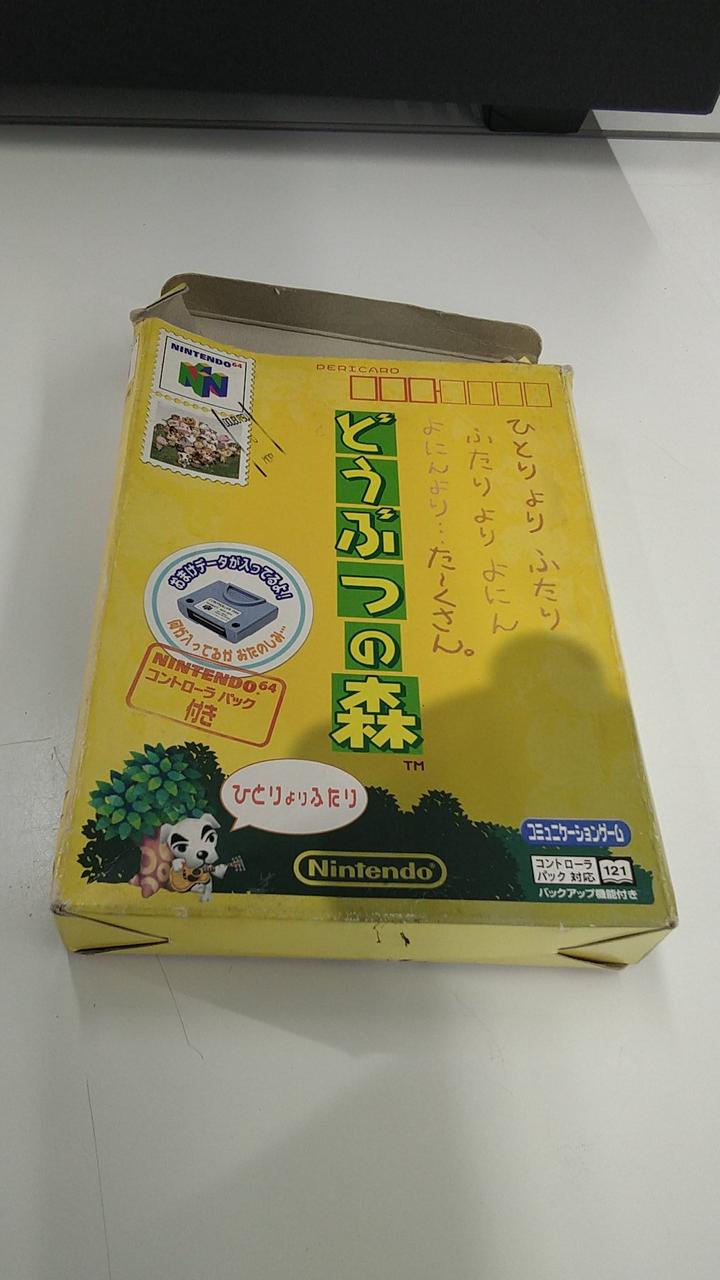 NINTENDO64
PERICARD
どうぶつの森
TM
ひとりより ふたり
ふたりより よにん
よにんより…た〜くさん。
おまけデータが入ってるよ！
何が入ってるか おたのしみ…
NINTENDO64
コントローラ パック
付き
ひとりよりふたり
Nintendo
コミュニケーションゲーム
コントローラ
パック 対応
121
バックアップ機能付き